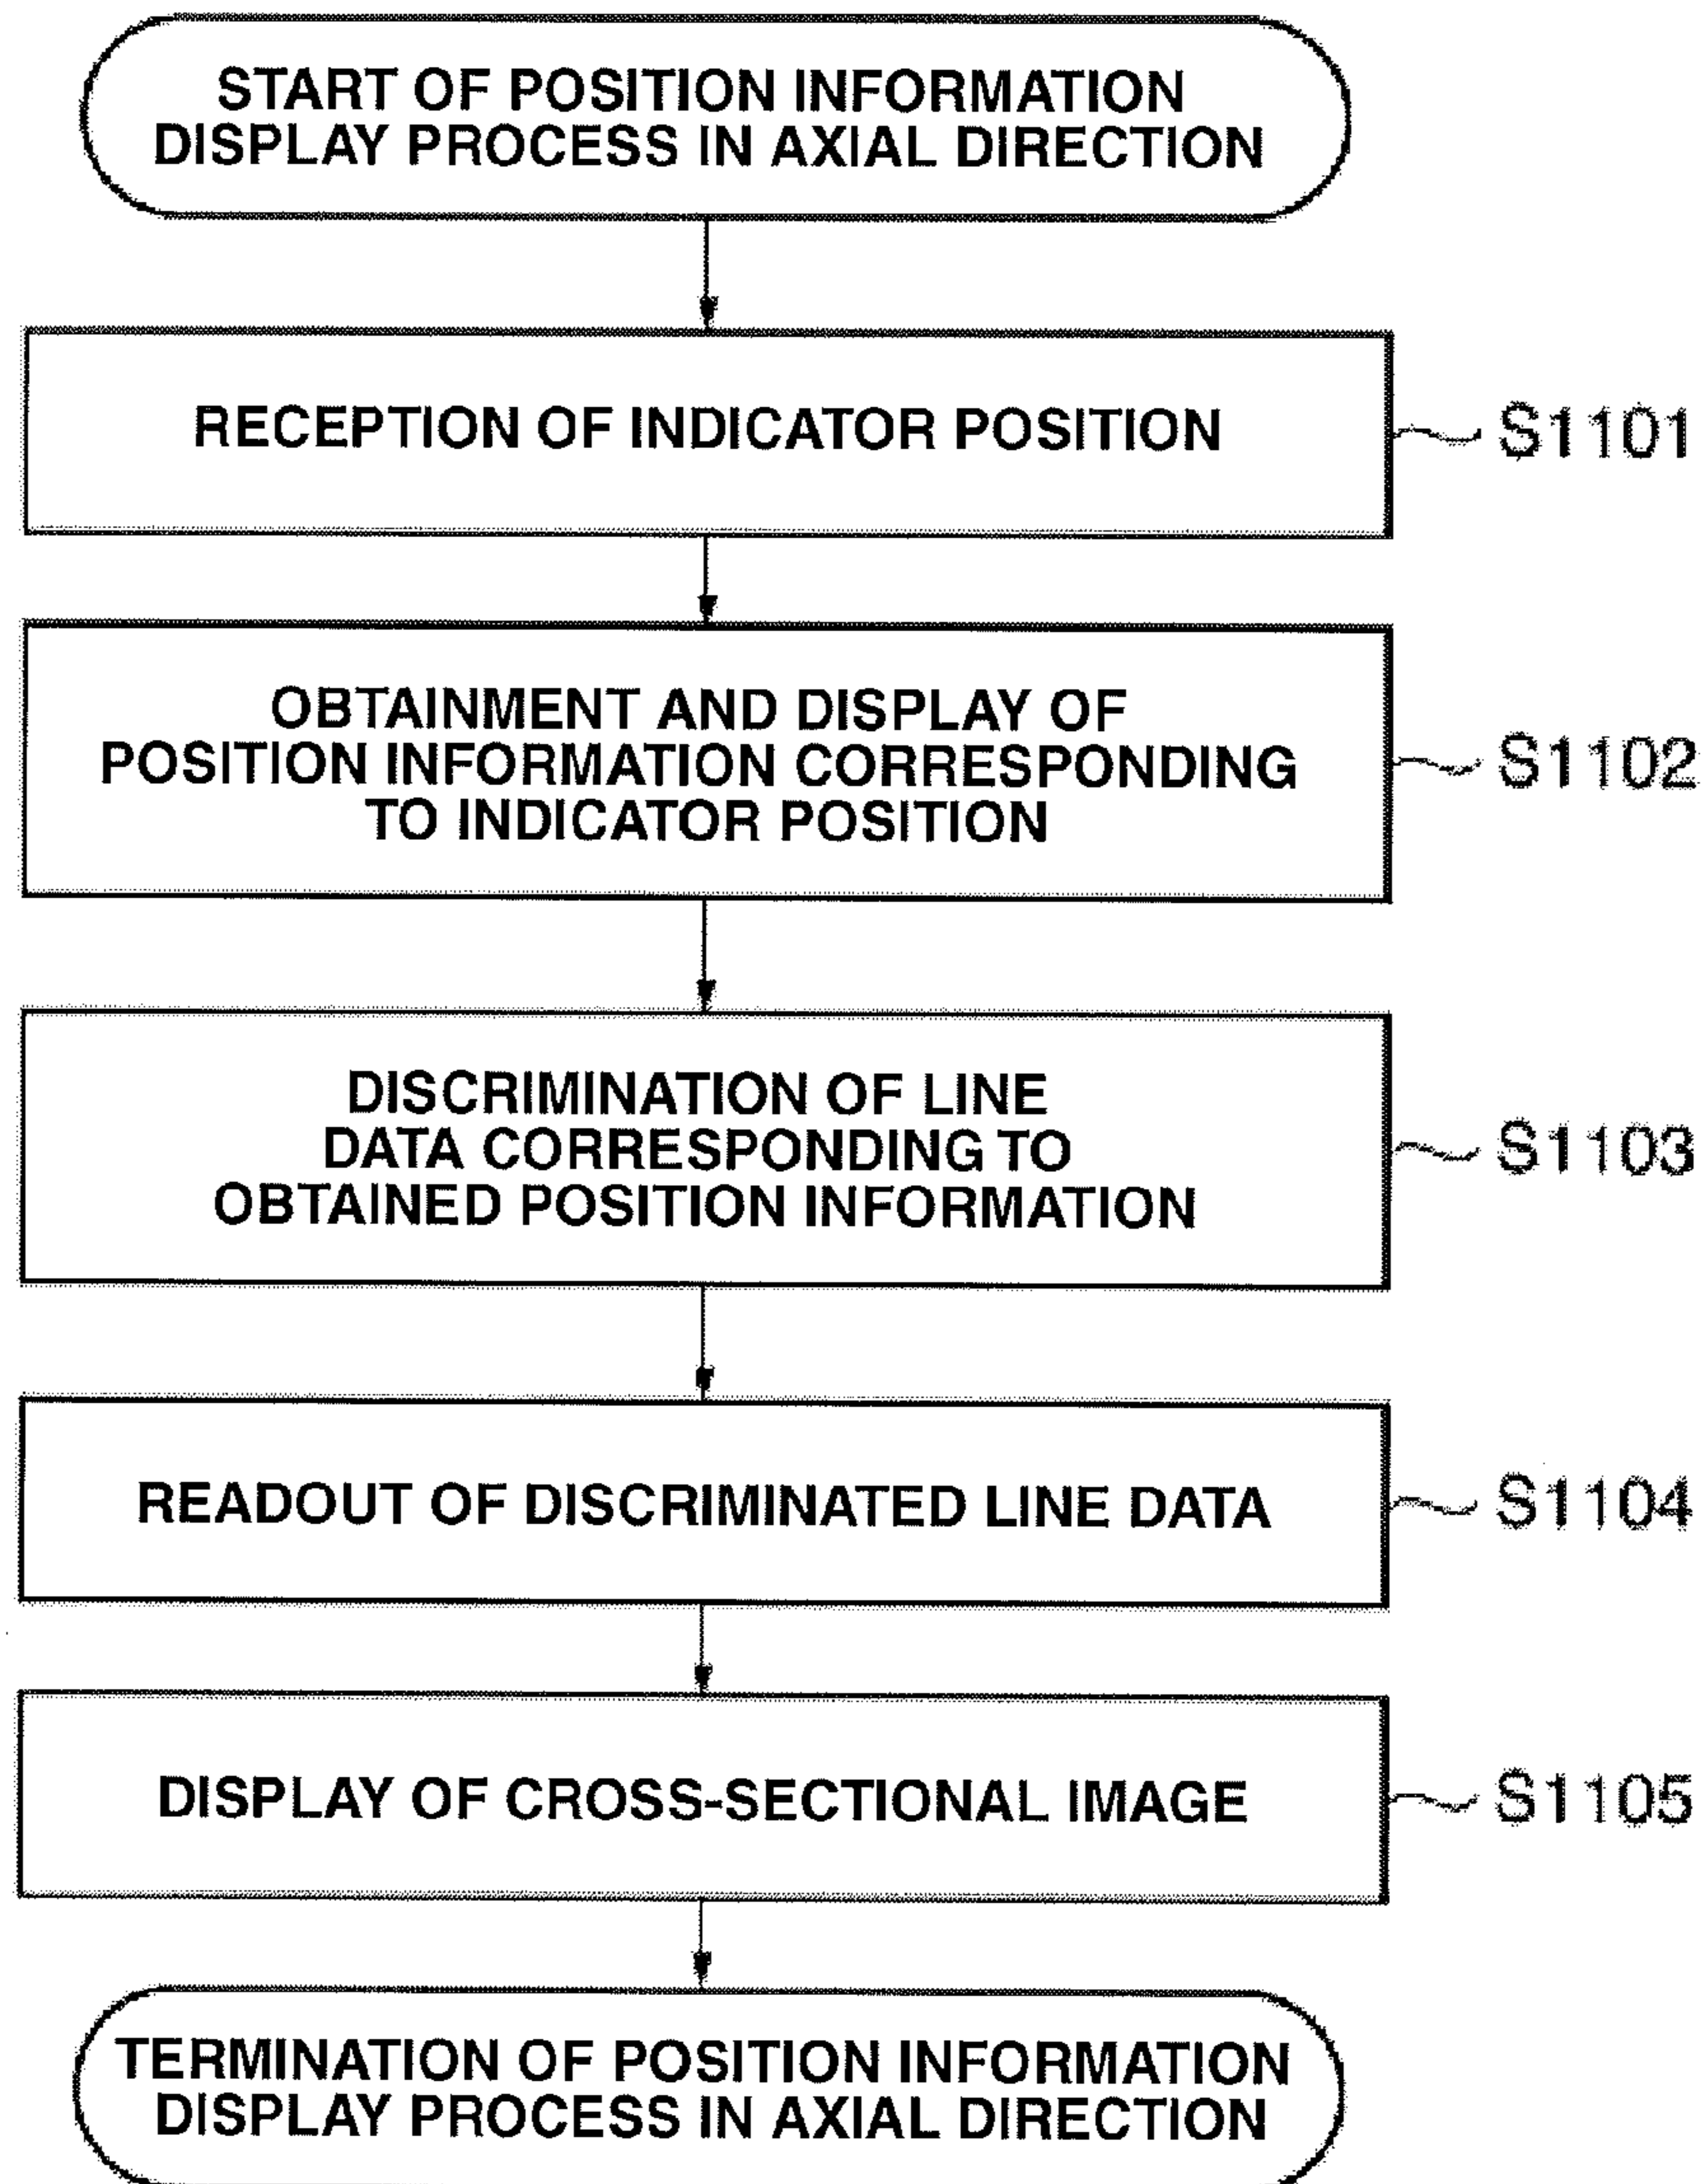 START OF POSITION INFORMATION
DISPLAY PROCESS IN AXIAL DIRECTION
RECEPTION OF INDICATOR POSITION
S1101
OBTAINMENT AND DISPLAY OF
POSITION INFORMATION CORRESPONDING
TO INDICATOR POSITION
S1102
DISCRIMINATION OF LINE
DATA CORRESPONDING TO
OBTAINED POSITION INFORMATION
S1103
READOUT OF DISCRIMINATED LINE DATA
S1104
DISPLAY OF CROSS-SECTIONAL IMAGE
S1105
TERMINATION OF POSITION INFORMATION
DISPLAY PROCESS IN AXIAL DIRECTION